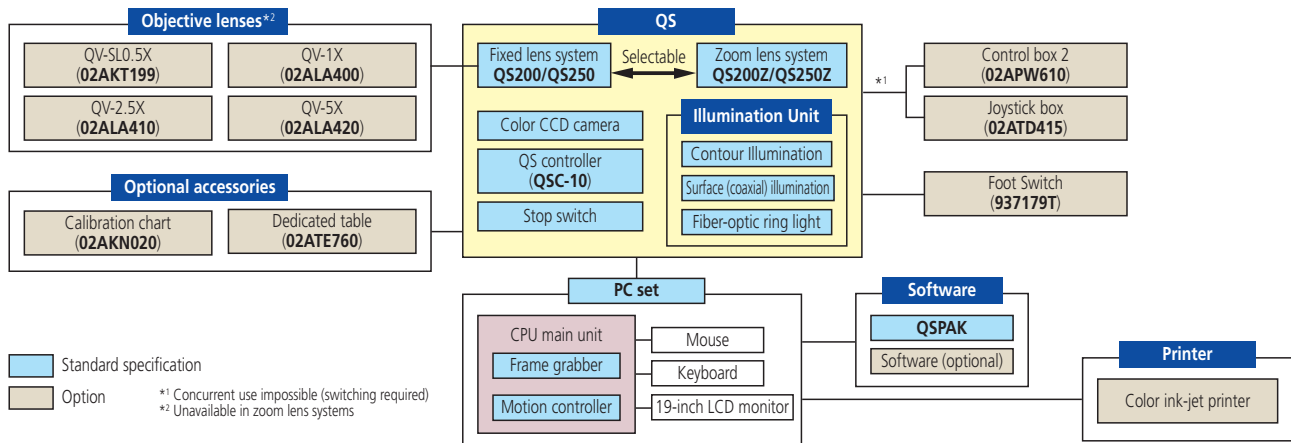 Objective lenses*2
QV-SL0.5X
(02AKT199)
QV-1X
(02ALA400)
QV-2.5X
(02ALA410)
QV-5X
(02ALA420)
Optional accessories
Calibration chart
(02AKN020)
Dedicated table
(02ATE760)
QS
Fixed lens system
QS200/QS250
Selectable
Zoom lens system
QS200Z/QS250Z
Color CCD camera
QS controller
(QSC-10)
Stop switch
Illumination Unit
Contour Illumination
Surface (coaxial) illumination
Fiber-optic ring light
*1
Control box 2
(02APW610)
Joystick box
(02ATD415)
Foot Switch
(937179T)
PC set
CPU main unit
Frame grabber
Motion controller
Mouse
Keyboard
19-inch LCD monitor
Software
QSPAK
Software (optional)
Printer
Color ink-jet printer
Standard specification
Option
*1 Concurrent use impossible (switching required)
*2 Unavailable in zoom lens systems